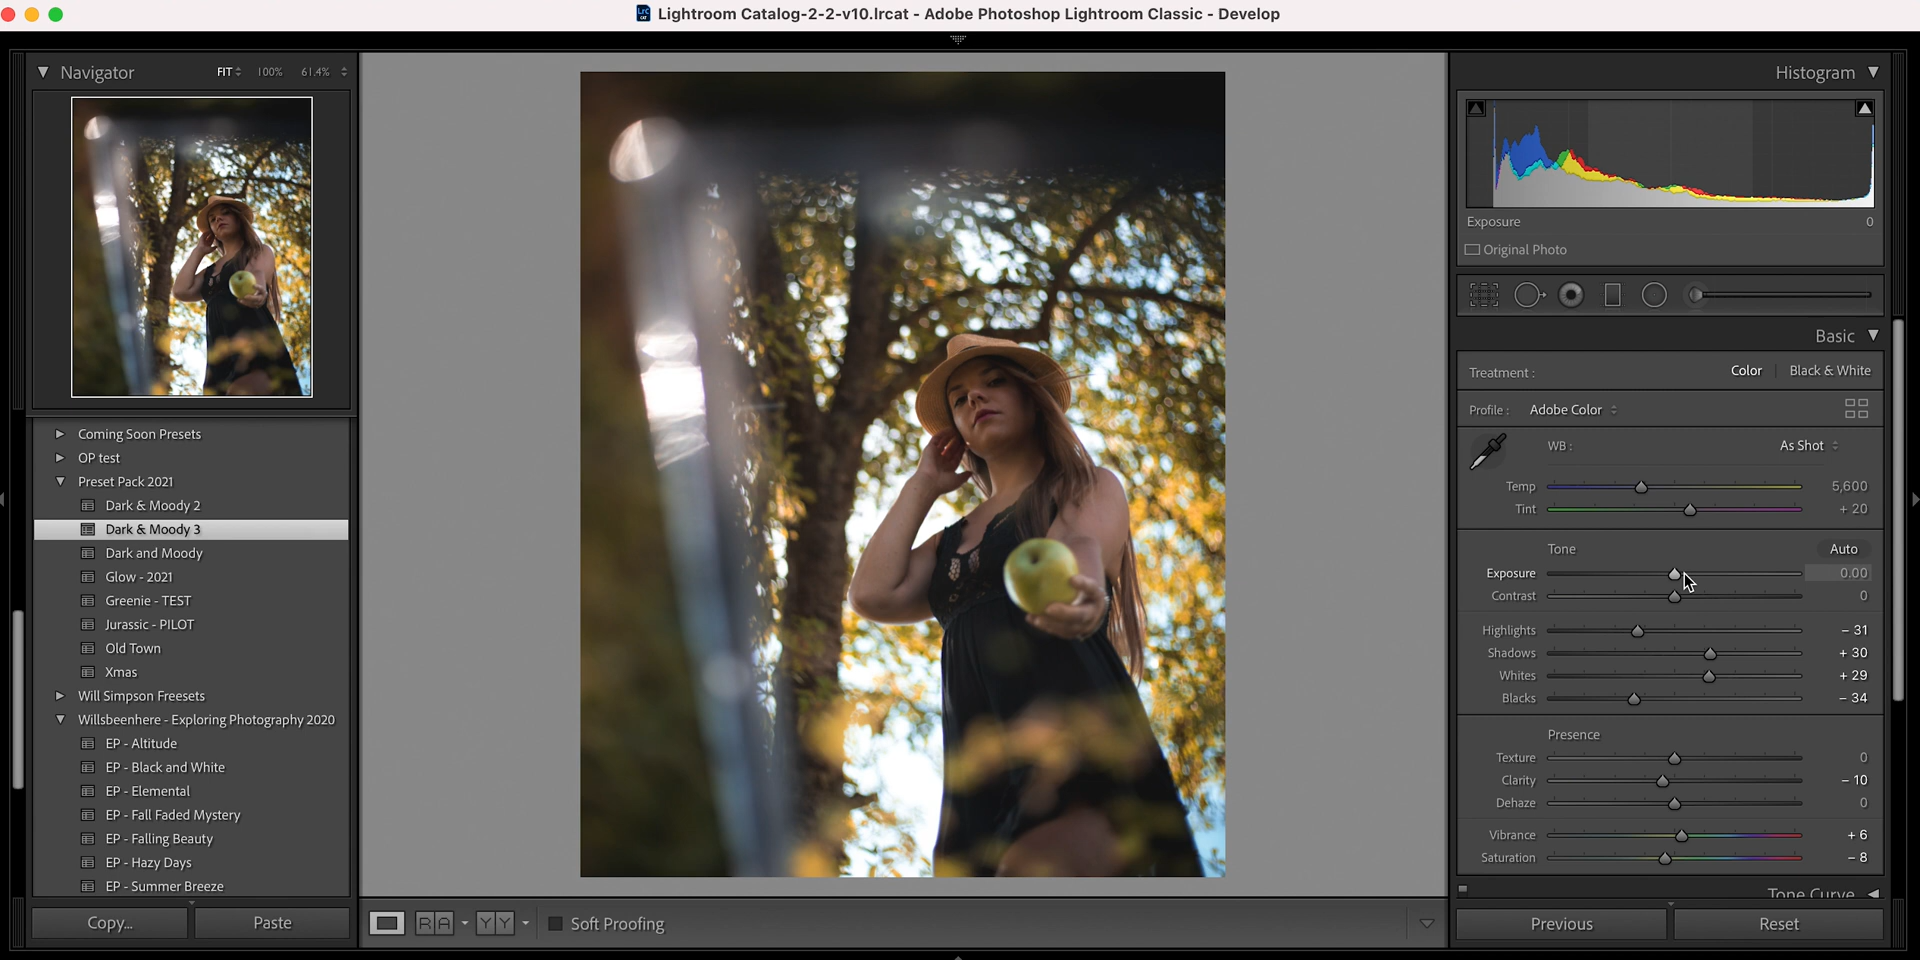 Lightroom Catalog-2-2-v10.lrcat - Adobe Photoshop Lightroom Classic - Develop
Navigator FIT 100% 61.4%
Coming Soon Presets
OP test
Preset Pack 2021
Dark & Moody 2
Dark & Moody 3
Dark and Moody
Glow - 2021
Greenie - TEST
Jurassic - PILOT
Old Town
Xmas
Will Simpson Freesets
Willsbeenhere - Exploring Photography 2020
EP - Altitude
EP - Black and White
EP - Elemental
EP - Fall Faded Mystery
EP - Falling Beauty
EP - Hazy Days
EP - Summer Breeze
Copy... Paste
R A Y Y Soft Proofing
Histogram
Exposure 0
Original Photo
Basic
Treatment : Color Black & White
Profile : Adobe Color
WB : As Shot
Temp 5,600
Tint + 20
Tone Auto
Exposure 0.00
Contrast 0
Highlights – 31
Shadows + 30
Whites + 29
Blacks – 34
Presence
Texture 0
Clarity – 10
Dehaze 0
Vibrance + 6
Saturation – 8
Tone Curve
Previous Reset